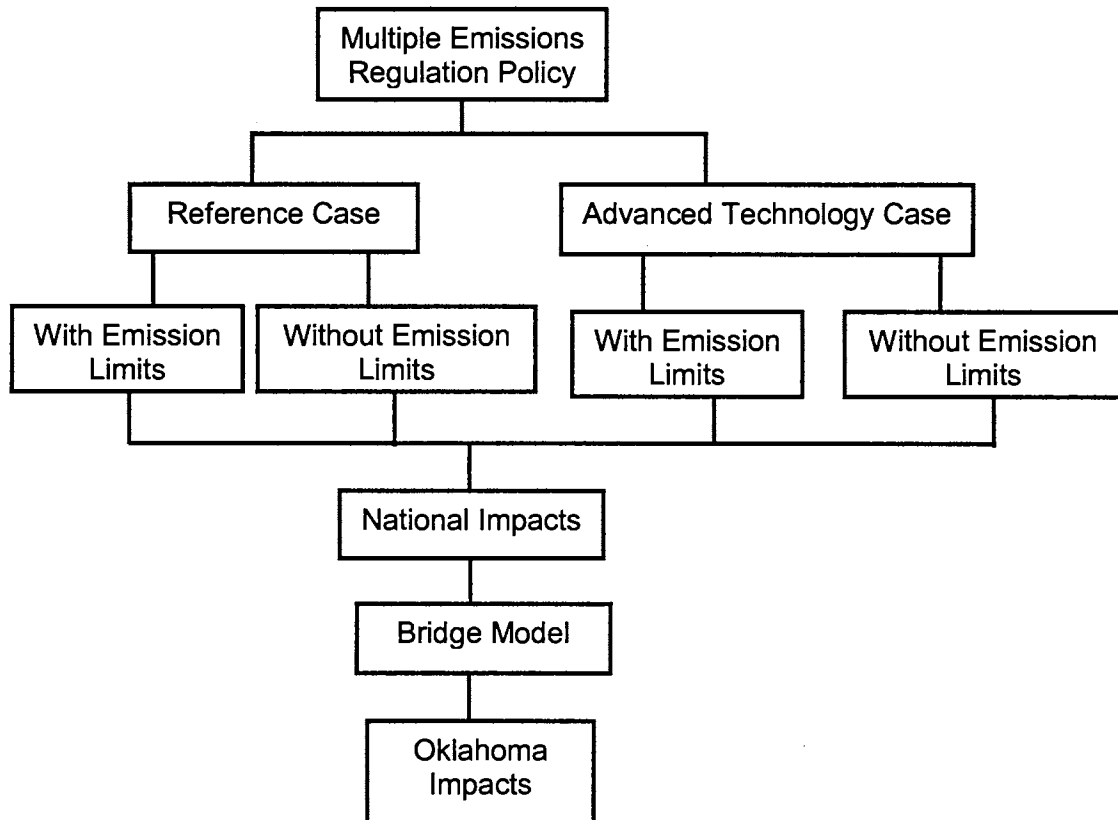 Multiple Emissions
Regulation Policy
Reference Case
Advanced Technology Case
With Emission
Limits
Without Emission
Limits
With Emission
Limits
Without Emission
Limits
National Impacts
Bridge Model
Oklahoma
Impacts